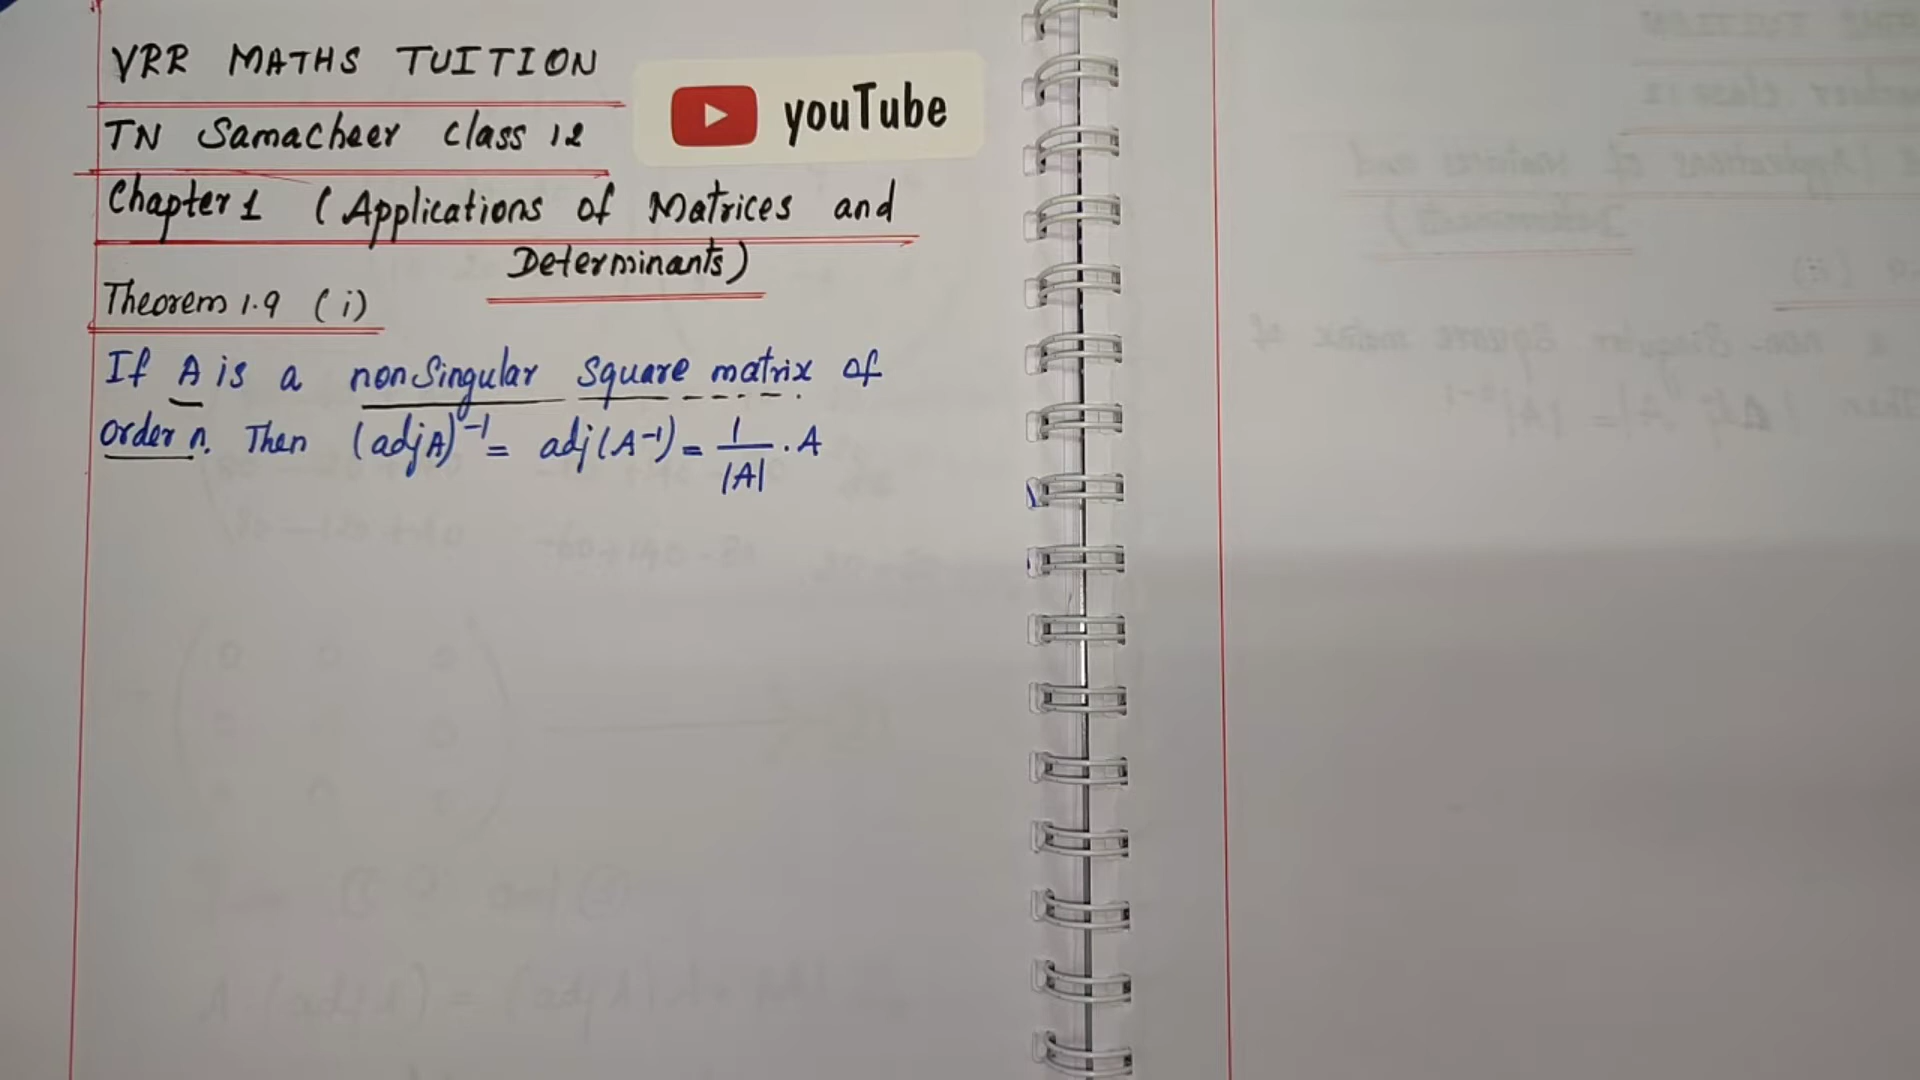 VRR MATHS TUITION
youTube
TN Samacheer class 12
Chapter 1 (Applications of Matrices and
Determinants)
Theorem 1.9 (i)
If A is a nonSingular Square matrix of
order n. Then (adj A)⁻¹ = adj(A⁻¹) = 1/|A| · A